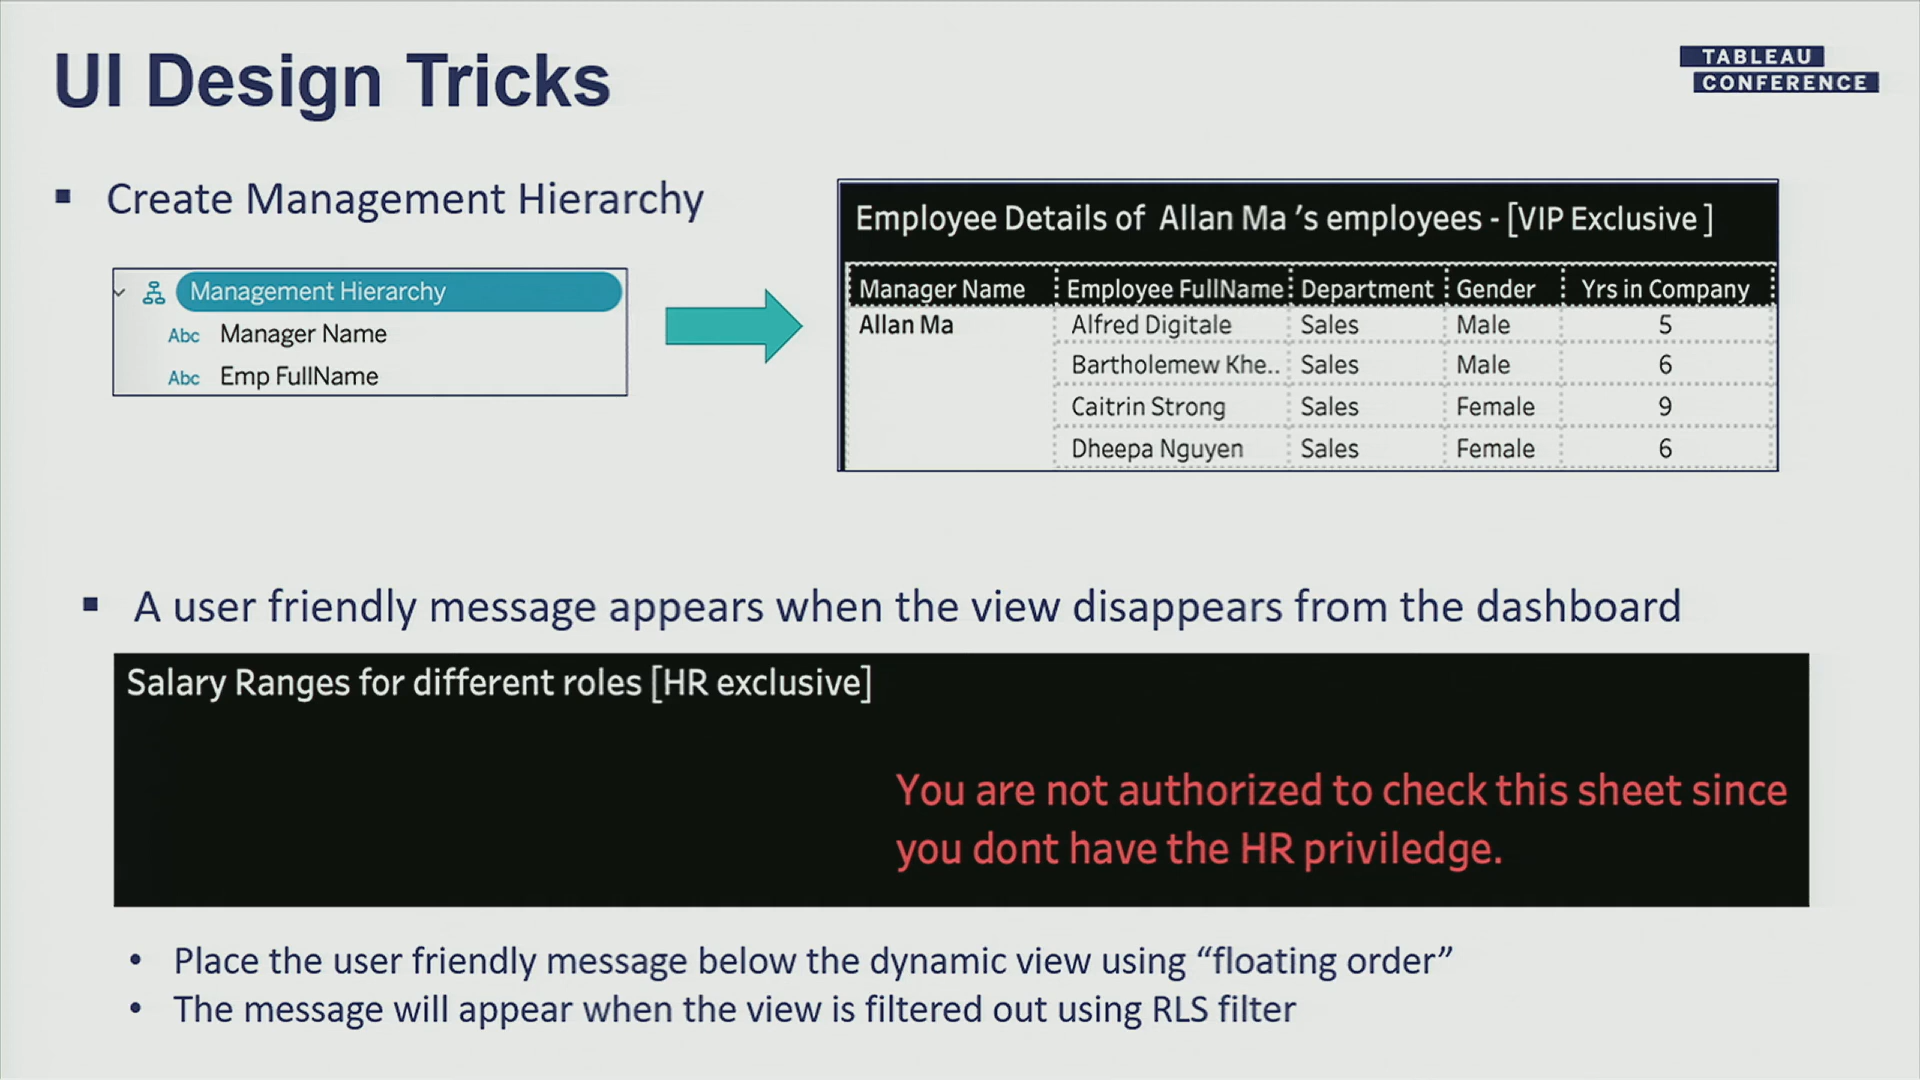 UI Design Tricks
TABLEAU
CONFERENCE
▪ Create Management Hierarchy
Management Hierarchy
Abc Manager Name
Abc Emp FullName
Employee Details of Allan Ma 's employees - [VIP Exclusive ]
Manager Name Employee FullName Department Gender Yrs in Company
Allan Ma Alfred Digitale Sales Male 5
Bartholemew Khe.. Sales Male 6
Caitrin Strong Sales Female 9
Dheepa Nguyen Sales Female 6
▪ A user friendly message appears when the view disappears from the dashboard
Salary Ranges for different roles [HR exclusive]
You are not authorized to check this sheet since
you dont have the HR priviledge.
• Place the user friendly message below the dynamic view using “floating order”
• The message will appear when the view is filtered out using RLS filter